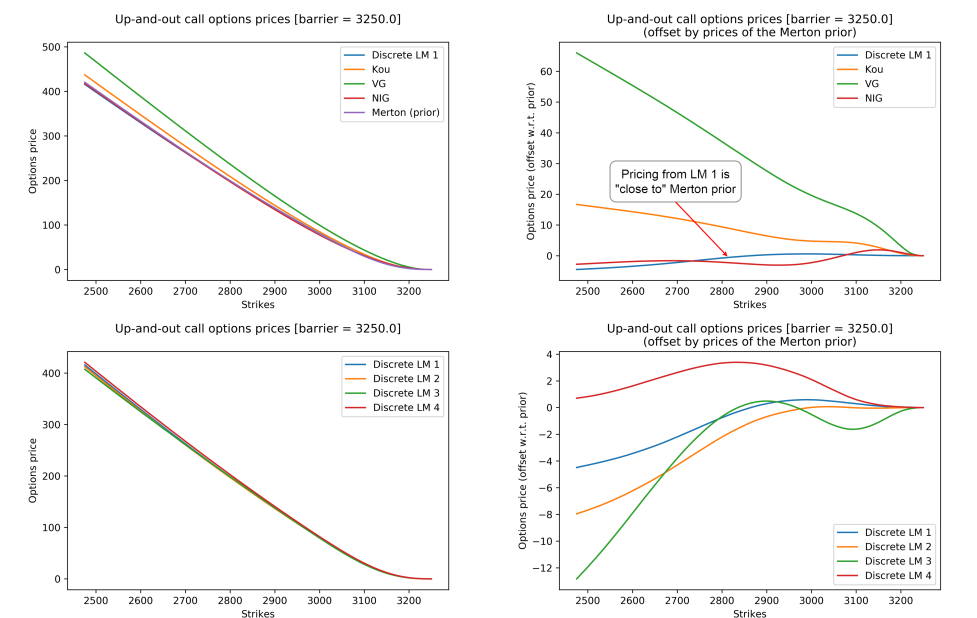 Up-and-out call options prices [barrier = 3250.0]
Options price
500
400
300
200
100
0
2500 2600 2700 2800 2900 3000 3100 3200
Strikes
Discrete LM 1
Kou
VG
NIG
Merton (prior)
Up-and-out call options prices [barrier = 3250.0]
(offset by prices of the Merton prior)
Options price (offset w.r.t. prior)
60
50
40
30
20
10
0
2500 2600 2700 2800 2900 3000 3100 3200
Strikes
Discrete LM 1
Kou
VG
NIG
Pricing from LM 1 is
"close to" Merton prior
Up-and-out call options prices [barrier = 3250.0]
Options price
400
300
200
100
0
2500 2600 2700 2800 2900 3000 3100 3200
Strikes
Discrete LM 1
Discrete LM 2
Discrete LM 3
Discrete LM 4
Up-and-out call options prices [barrier = 3250.0]
(offset by prices of the Merton prior)
Options price (offset w.r.t. prior)
4
2
0
−2
−4
−6
−8
−10
−12
2500 2600 2700 2800 2900 3000 3100 3200
Strikes
Discrete LM 1
Discrete LM 2
Discrete LM 3
Discrete LM 4